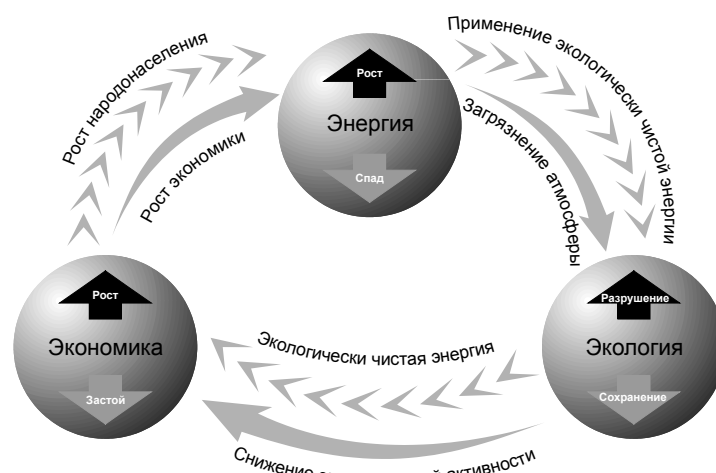 Рост народонаселения
Рост экономики
Рост
Энергия
Спад
Применение экологически чистой энергии
Загрязнение атмосферы
Рост
Экономика
Застой
Разрушение
Экология
Сохранение
Экологически чистая энергия
Снижение активности